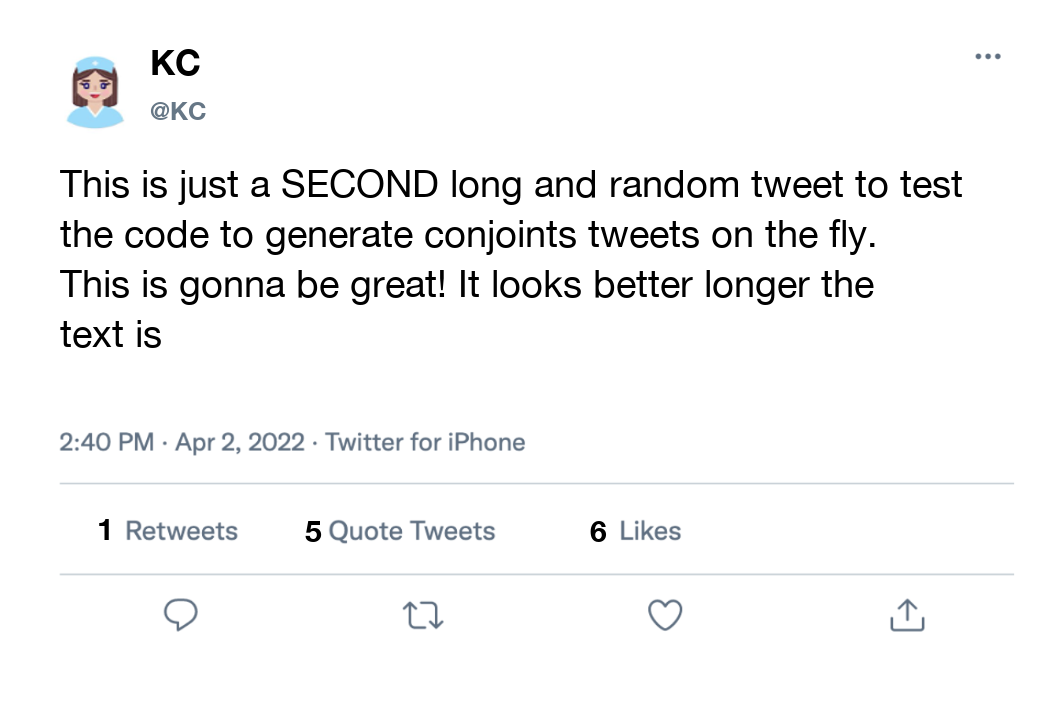 KC
@KC
This is just a SECOND long and random tweet to test
the code to generate conjoints tweets on the fly.
This is gonna be great! It looks better longer the
text is
2:40 PM · Apr 2, 2022 · Twitter for iPhone
1 Retweets 5 Quote Tweets 6 Likes